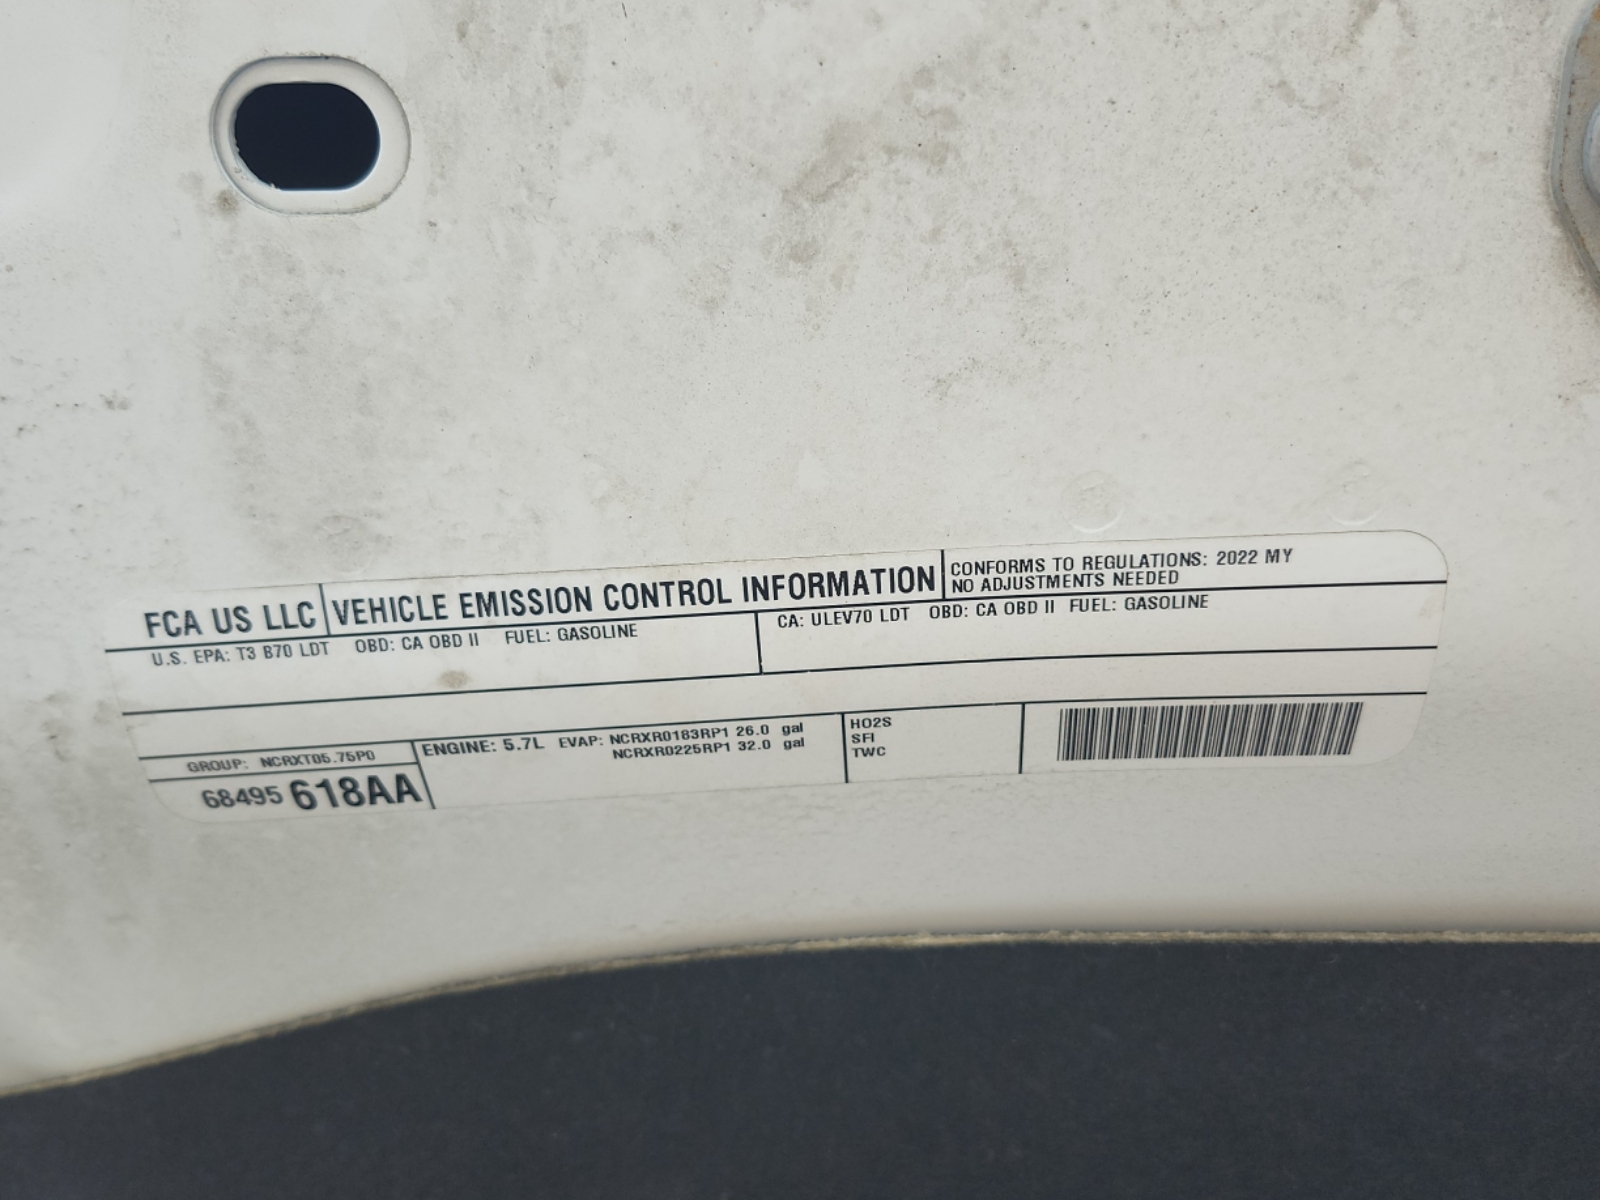 FCA US LLC VEHICLE EMISSION CONTROL INFORMATION
CONFORMS TO REGULATIONS: 2022 MY
NO ADJUSTMENTS NEEDED
U.S. EPA: T3 B70 LDT OBD: CA OBD II FUEL: GASOLINE
CA: ULEV70 LDT OBD: CA OBD II FUEL: GASOLINE
GROUP: NCRXT05.75P0
68495 618AA
ENGINE: 5.7L EVAP: NCRXR0183RP1 26.0 gal
NCRXR0225RP1 32.0 gal
HO2S
SFI
TWC